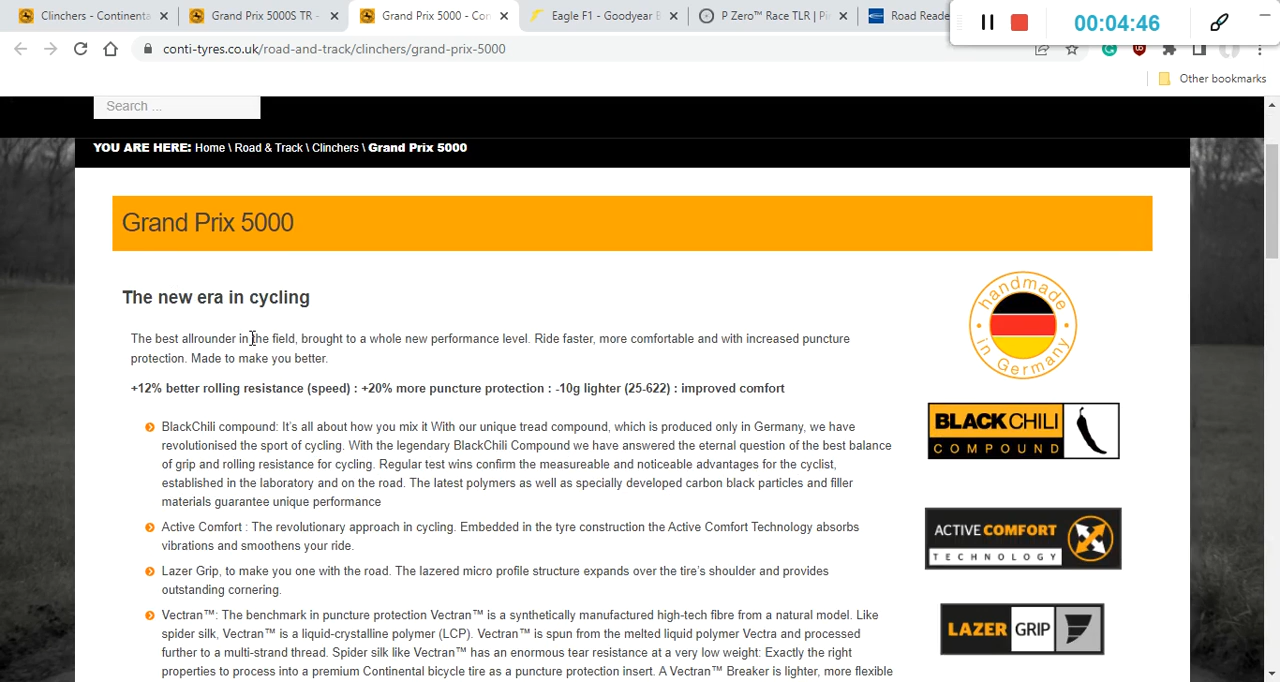 Clinchers - Continenta
Grand Prix 5000S TR -
Grand Prix 5000 - Con
Eagle F1 - Goodyear B
P Zero™ Race TLR | Pi
Road Reade
00:04:46
conti-tyres.co.uk/road-and-track/clinchers/grand-prix-5000
Other bookmarks
Search ...
YOU ARE HERE: Home \ Road & Track \ Clinchers \ Grand Prix 5000
Grand Prix 5000
The new era in cycling
The best allrounder in the field, brought to a whole new performance level. Ride faster, more comfortable and with increased puncture
protection. Made to make you better.
+12% better rolling resistance (speed) : +20% more puncture protection : -10g lighter (25-622) : improved comfort
BlackChili compound: It's all about how you mix it With our unique tread compound, which is produced only in Germany, we have
revolutionised the sport of cycling. With the legendary BlackChili Compound we have answered the eternal question of the best balance
of grip and rolling resistance for cycling. Regular test wins confirm the measureable and noticeable advantages for the cyclist,
established in the laboratory and on the road. The latest polymers as well as specially developed carbon black particles and filler
materials guarantee unique performance
Active Comfort : The revolutionary approach in cycling. Embedded in the tyre construction the Active Comfort Technology absorbs
vibrations and smoothens your ride.
Lazer Grip, to make you one with the road. The lazered micro profile structure expands over the tire's shoulder and provides
outstanding cornering.
Vectran™: The benchmark in puncture protection Vectran™ is a synthetically manufactured high-tech fibre from a natural model. Like
spider silk, Vectran™ is a liquid-crystalline polymer (LCP). Vectran™ is spun from the melted liquid polymer Vectra and processed
further to a multi-strand thread. Spider silk like Vectran™ has an enormous tear resistance at a very low weight: Exactly the right
properties to process into a premium Continental bicycle tire as a puncture protection insert. A Vectran™ Breaker is lighter, more flexible
handmade
in Germany
BLACK CHILI
COMPOUND
ACTIVE COMFORT
TECHNOLOGY
LAZER GRIP